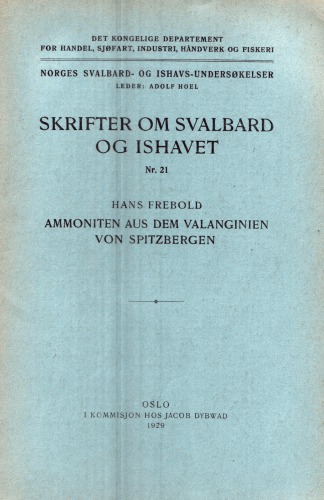 DET KONGELIGE DEPARTEMENT
FOR HANDEL, SJØFART, INDUSTRI, HÅNDVERK OG FISKERI
NORGES SVALBARD- OG ISHAVS-UNDERSØKELSER
LEDER: ADOLF HOEL
SKRIFTER OM SVALBARD
OG ISHAVET
Nr. 21
HANS FREBOLD
AMMONITEN AUS DEM VALANGINIEN
VON SPITZBERGEN
OSLO
I KOMMISJON HOS JACOB DYBWAD
1929